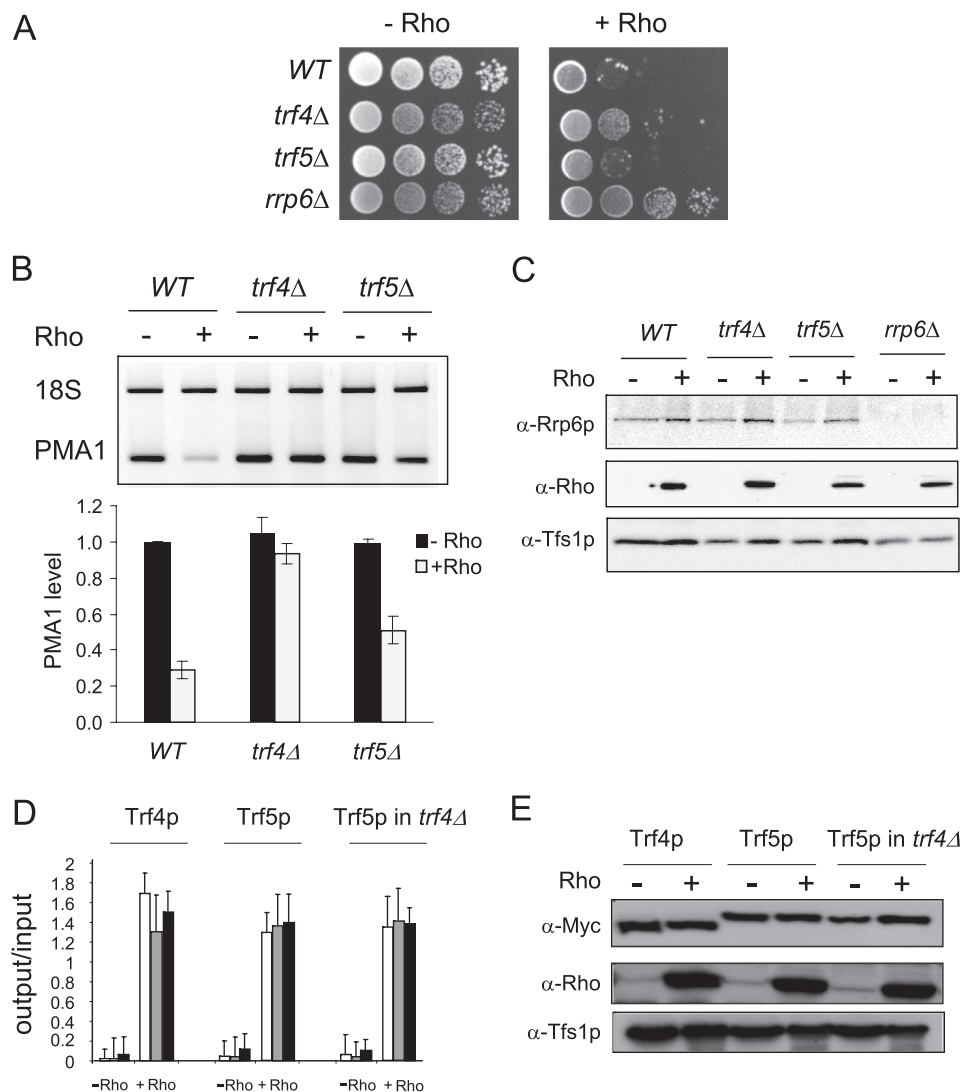 A
- Rho + Rho
WT
trf4Δ
trf5Δ
rrp6Δ
B
WT trf4Δ trf5Δ
Rho - + - + - +
18S
PMA1
PMA1 level
1.2
1.0
0.8
0.6
0.4
0.2
0.0
- Rho
+Rho
WT trf4Δ trf5Δ
C
WT trf4Δ trf5Δ rrp6Δ
Rho - + - + - + - +
α-Rrp6p
α-Rho
α-Tfs1p
D
Trf4p Trf5p Trf5p in trf4Δ
output/input
2
1.8
1.6
1.4
1.2
1
0.8
0.6
0.4
0.2
0
−Rho + Rho −Rho + Rho −Rho + Rho
E
Trf4p Trf5p Trf5p in trf4Δ
Rho - + - + - +
α-Myc
α-Rho
α-Tfs1p